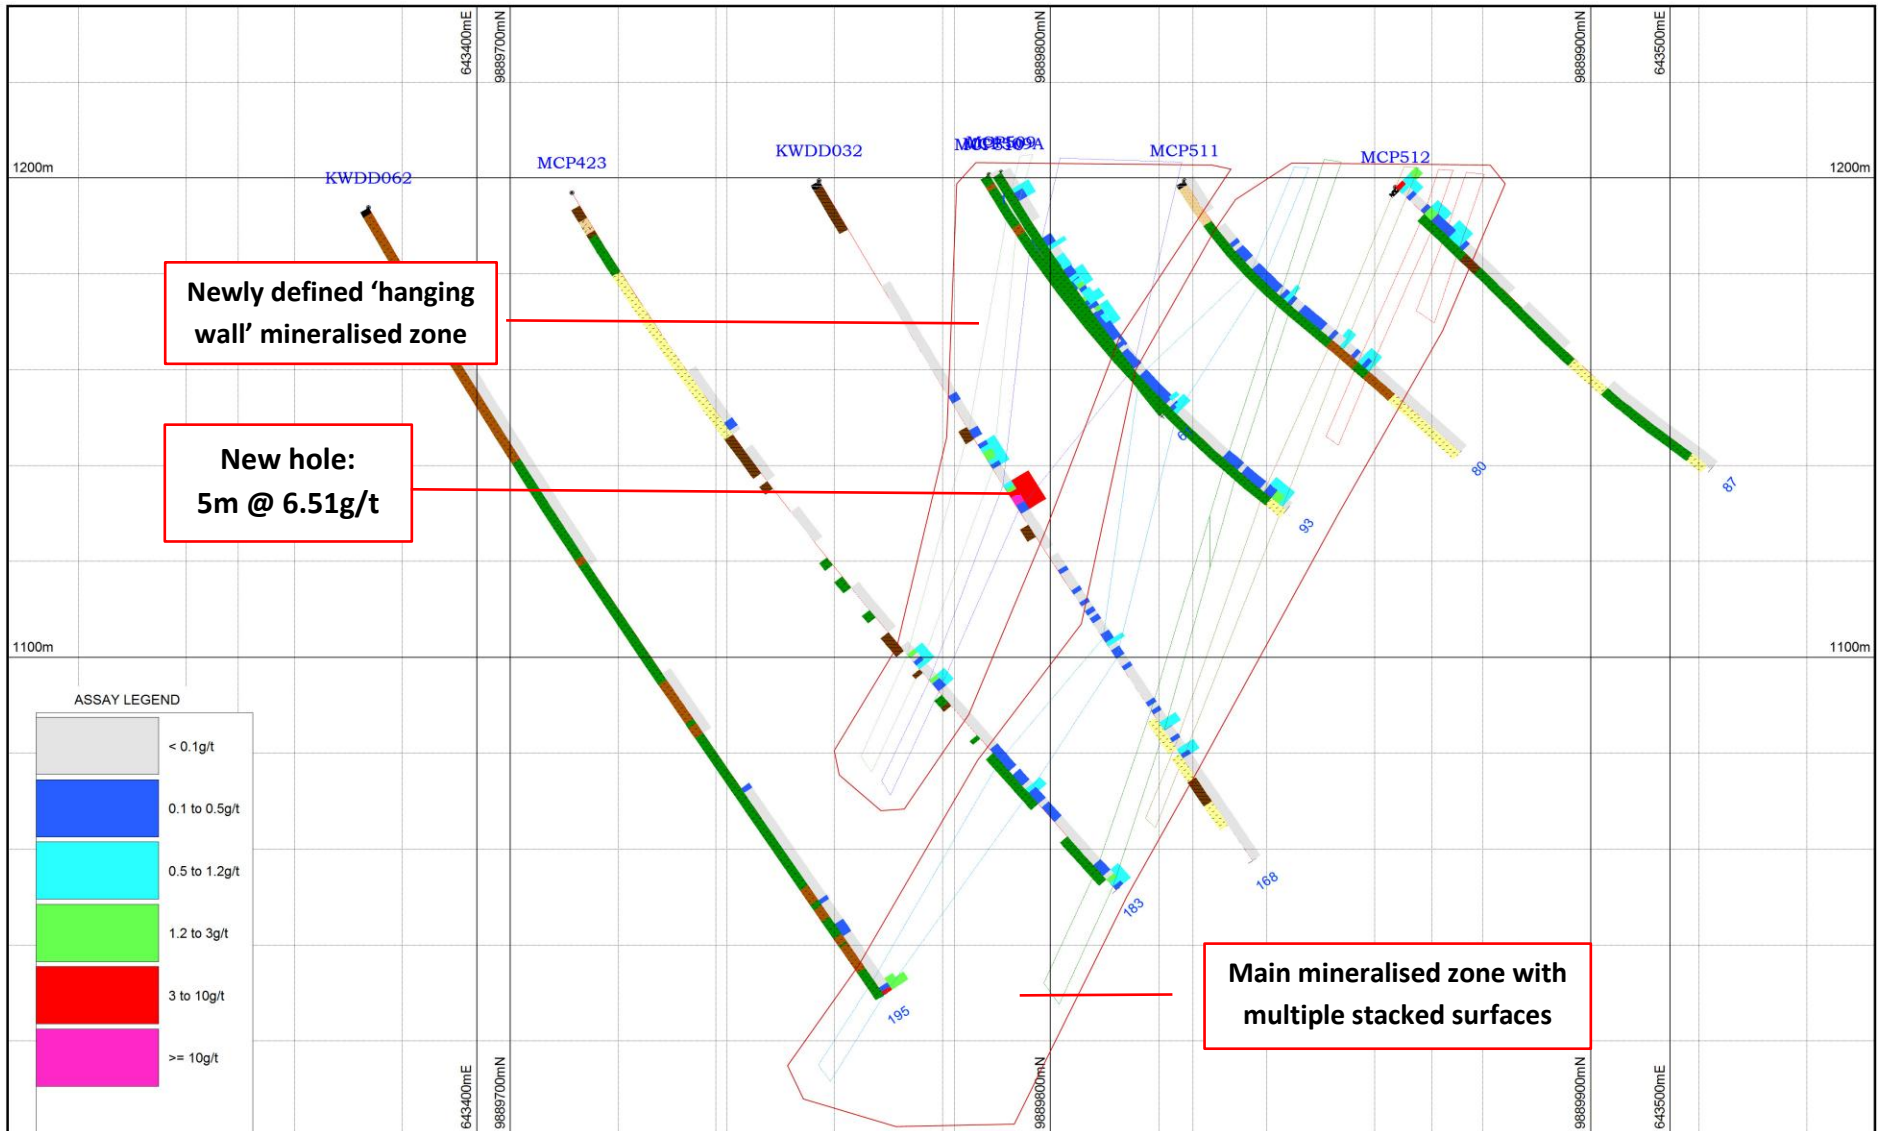 643400mE
9889700mN
9889800mN
9889900mN
643500mE
MCP423
KWDD032
MCP511
MCP512
KWDD062
1200m
1200m
Newly defined ‘hanging
wall’ mineralised zone
New hole:
5m @ 6.51g/t
80
87
93
1100m
1100m
168
183
195
ASSAY LEGEND
< 0.1g/t
0.1 to 0.5g/t
0.5 to 1.2g/t
1.2 to 3g/t
3 to 10g/t
>= 10g/t
Main mineralised zone with
multiple stacked surfaces
643400mE
9889700mN
9889800mN
9889900mN
643500mE